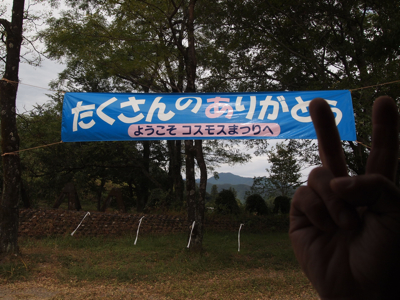 たくさんのありがとう
ようこそ コスモスまつりへ